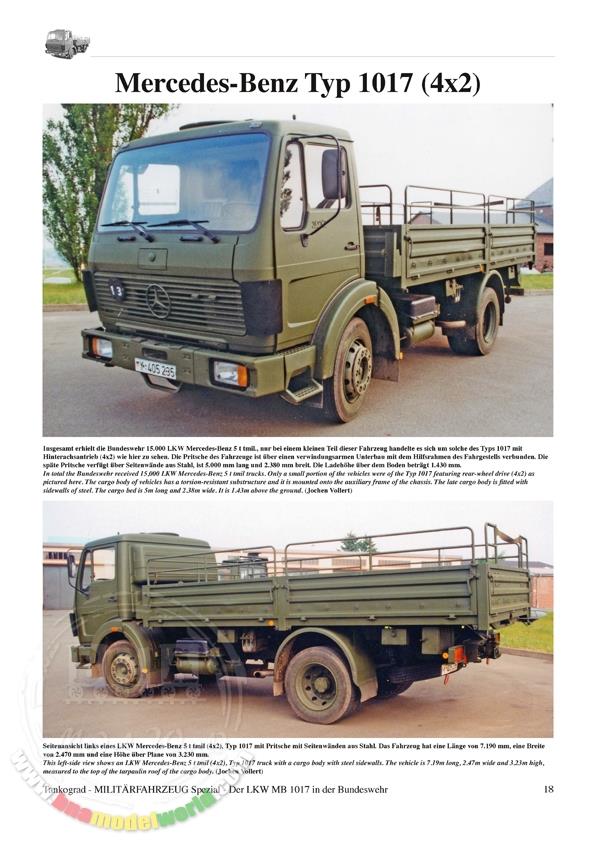 Mercedes-Benz Typ 1017 (4x2)
13
Y-405 295
Insgesamt erhielt die Bundeswehr 15.000 LKW Mercedes-Benz 5 t tmil., nur bei einem kleinen Teil dieser Fahrzeug handelte es sich um solche des Typs 1017 mit
Hinterachsantrieb (4x2) wie hier zu sehen. Die Pritsche des Fahrzeuge ist über einen verwindungsarmen Unterbau mit dem Hilfsrahmen des Fahrgestells verbunden. Die
späte Pritsche verfügt über Seitenwände aus Stahl, ist 5.000 mm lang und 2.380 mm breit. Die Ladehöhe über dem Boden beträgt 1.430 mm.
In total the Bundeswehr received 15,000 LKW Mercedes-Benz 5 t tmil trucks. Only a small portion of the vehicles were of the Typ 1017 featuring rear-wheel drive (4x2) as
pictured here. The cargo body of vehicles has a torsion-resistant substructure and it is mounted onto the auxiliary frame of the chassis. The late cargo body is fitted with
sidewalls of steel. The cargo bed is 5m long and 2.38m wide. It is 1.43m above the ground. (Jochen Vollert)
Seitenansicht links eines LKW Mercedes-Benz 5 t tmil (4x2), Typ 1017 mit Pritsche mit Seitenwänden aus Stahl. Das Fahrzeug hat eine Länge von 7.190 mm, eine Breite
von 2.470 mm und eine Höhe über Plane von 3.230 mm.
This left-side view shows an LKW Mercedes-Benz 5 t tmil (4x2), Typ 1017 truck with a cargo body with steel sidewalls. The vehicle is 7.19m long, 2.47m wide and 3.23m high,
measured to the top of the tarpaulin roof of the cargo body. (Jochen Vollert)
Tankograd - MILITÄRFAHRZEUG Spezial - Der LKW MB 1017 in der Bundeswehr 18
www.bnamodelworld.com